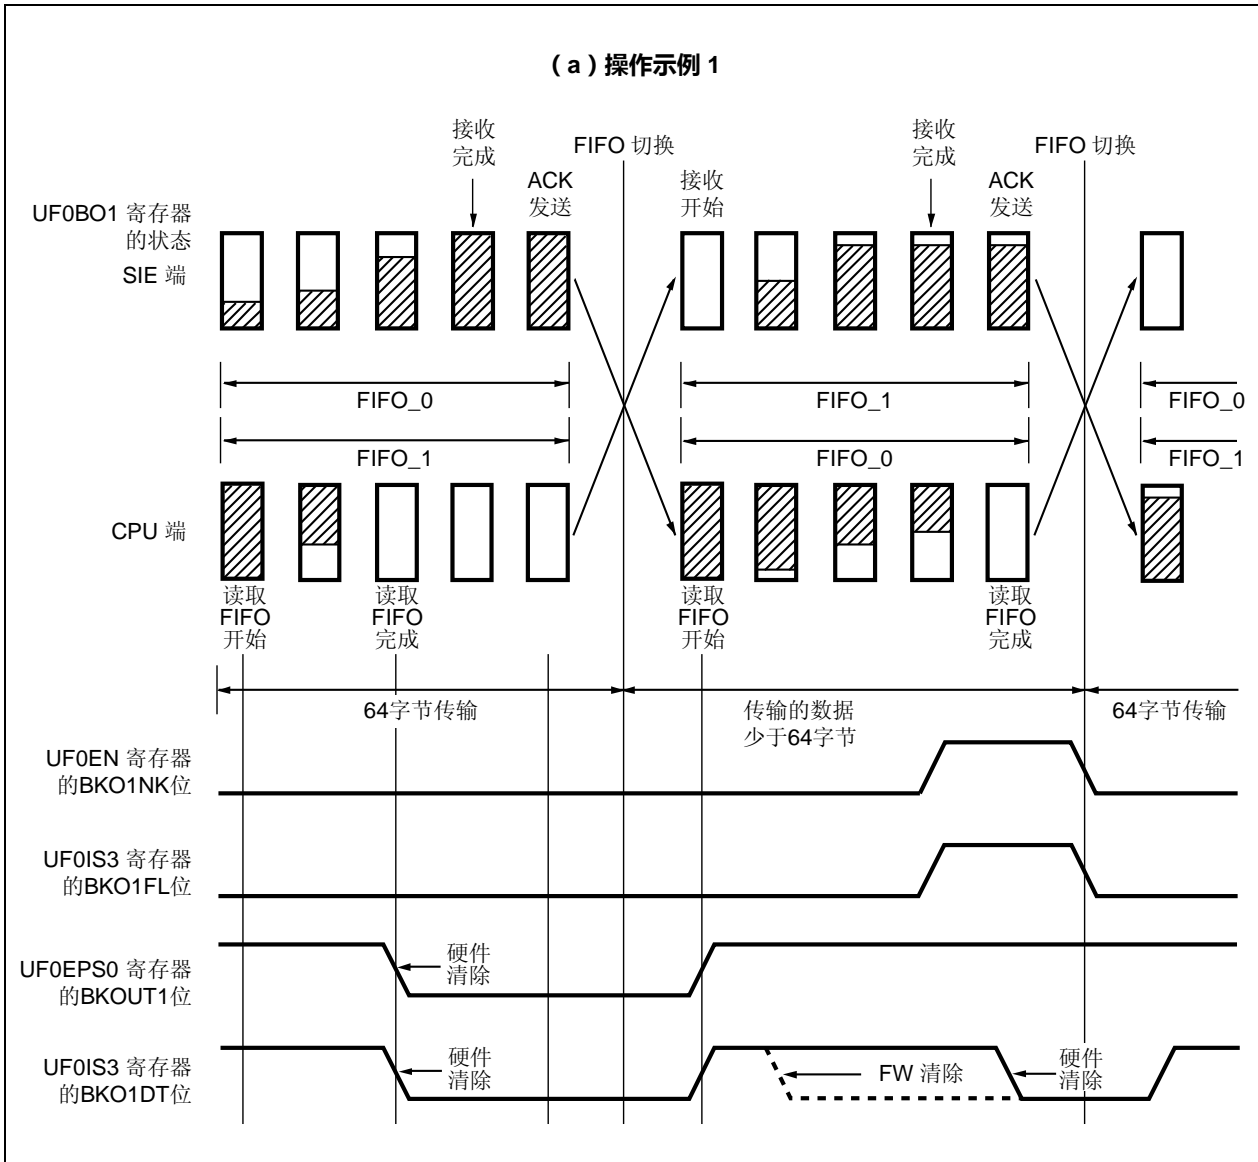 （a）操作示例 1
接收
完成
FIFO 切换
接收
完成
FIFO 切换
UF0BO1 寄存器
的状态
SIE 端
ACK
发送
接收
开始
ACK
发送
FIFO_0
FIFO_1
FIFO_0
FIFO_1
FIFO_0
FIFO_1
CPU 端
读取
FIFO
开始
读取
FIFO
完成
读取
FIFO
开始
读取
FIFO
完成
64字节传输
传输的数据
少于64字节
64字节传输
UF0EN 寄存器
的BKO1NK位
UF0IS3 寄存器
的BKO1FL位
UF0EPS0 寄存器
的BKOUT1位
硬件
清除
UF0IS3 寄存器
的BKO1DT位
硬件
清除
FW 清除
硬件
清除